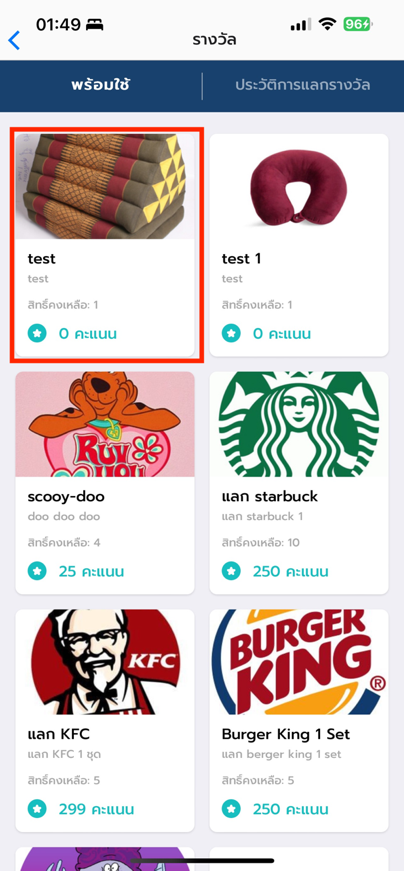 01:49
96
รางวัล
พร้อมใช้
ประวัติการแลกรางวัล
test
test
สิทธิ์คงเหลือ: 1
0 คะแนน
test 1
test
สิทธิ์คงเหลือ: 1
0 คะแนน
RUV
YOU
scooy-doo
doo doo doo
สิทธิ์คงเหลือ: 4
25 คะแนน
แลก starbuck
แลก starbuck 1
สิทธิ์คงเหลือ: 10
250 คะแนน
KFC
แลก KFC
แลก KFC 1 ชุด
สิทธิ์คงเหลือ: 5
299 คะแนน
BURGER
KING®
Burger King 1 Set
แลก berger king 1 set
สิทธิ์คงเหลือ: 5
250 คะแนน